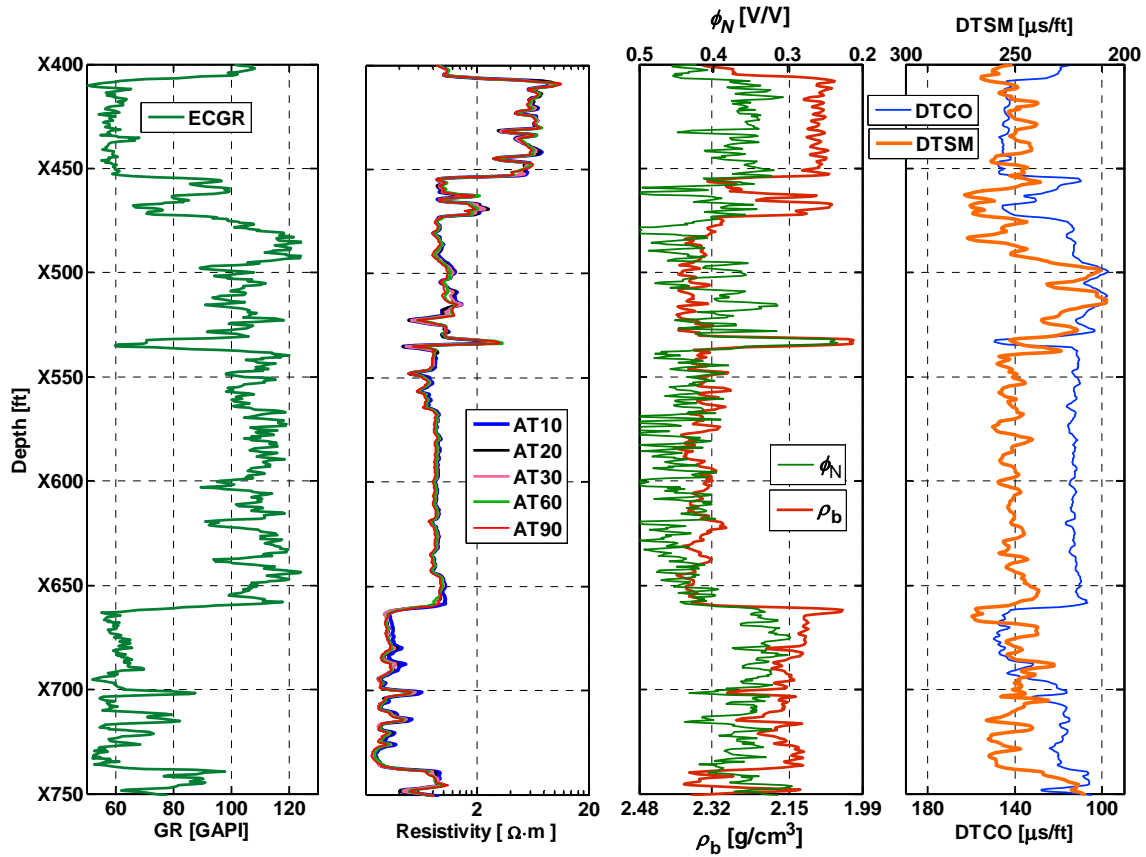 ϕN [V/V]
DTSM [μs/ft]
0.5 0.4 0.3 0.2
300 250 200
X400
X450
X500
X550
X600
X650
X700
X750
Depth [ft]
ECGR
AT10
AT20
AT30
AT60
AT90
ϕN
ρb
DTCO
DTSM
60 80 100 120
2 20
2.48 2.32 2.15 1.99
180 140 100
GR [GAPI]
Resistivity [ Ω·m ]
ρb [g/cm³]
DTCO [μs/ft]